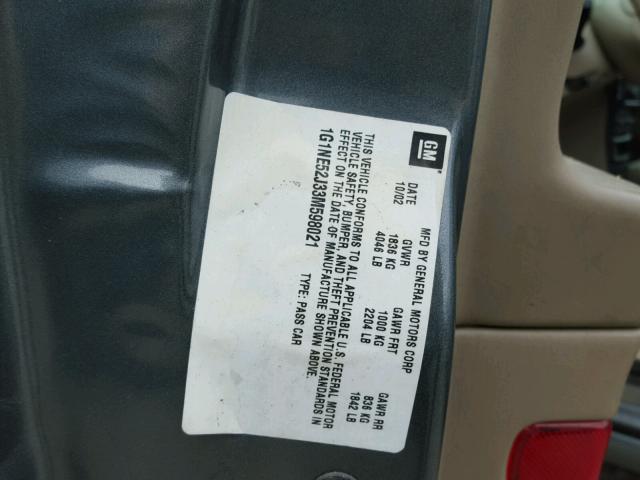 GM
MFD BY GENERAL MOTORS CORP
DATE GVWR GAWR FRT GAWR RR
10/02 1836 KG 1000 KG 836 KG
4046 LB 2204 LB 1842 LB
THIS VEHICLE CONFORMS TO ALL APPLICABLE U.S. FEDERAL MOTOR
VEHICLE SAFETY, BUMPER, AND THEFT PREVENTION STANDARDS IN
EFFECT ON THE DATE OF MANUFACTURE SHOWN ABOVE.
1G1NE52J33M598021 TYPE: PASS CAR